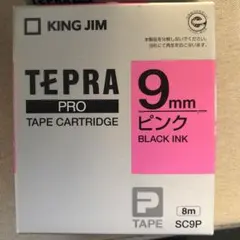 KING JIM
TEPRA
PRO
TAPE CARTRIDGE
9mm
ピンク
BLACK INK
P
TAPE
8m
SC9P